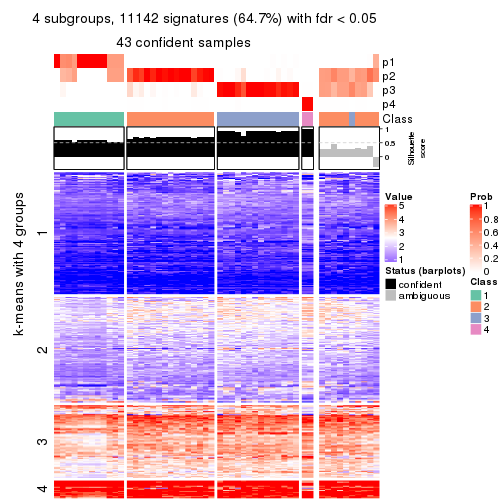 4 subgroups, 11142 signatures (64.7%) with fdr < 0.05
43 confident samples
p1
p2
p3
p4
Class
1
0.5
0
Silhouette
score
k-means with 4 groups
1
2
3
4
Value
5
4
3
2
1
Status (barplots)
confident
ambiguous
Prob
1
0.8
0.6
0.4
0.2
0
Class
1
2
3
4